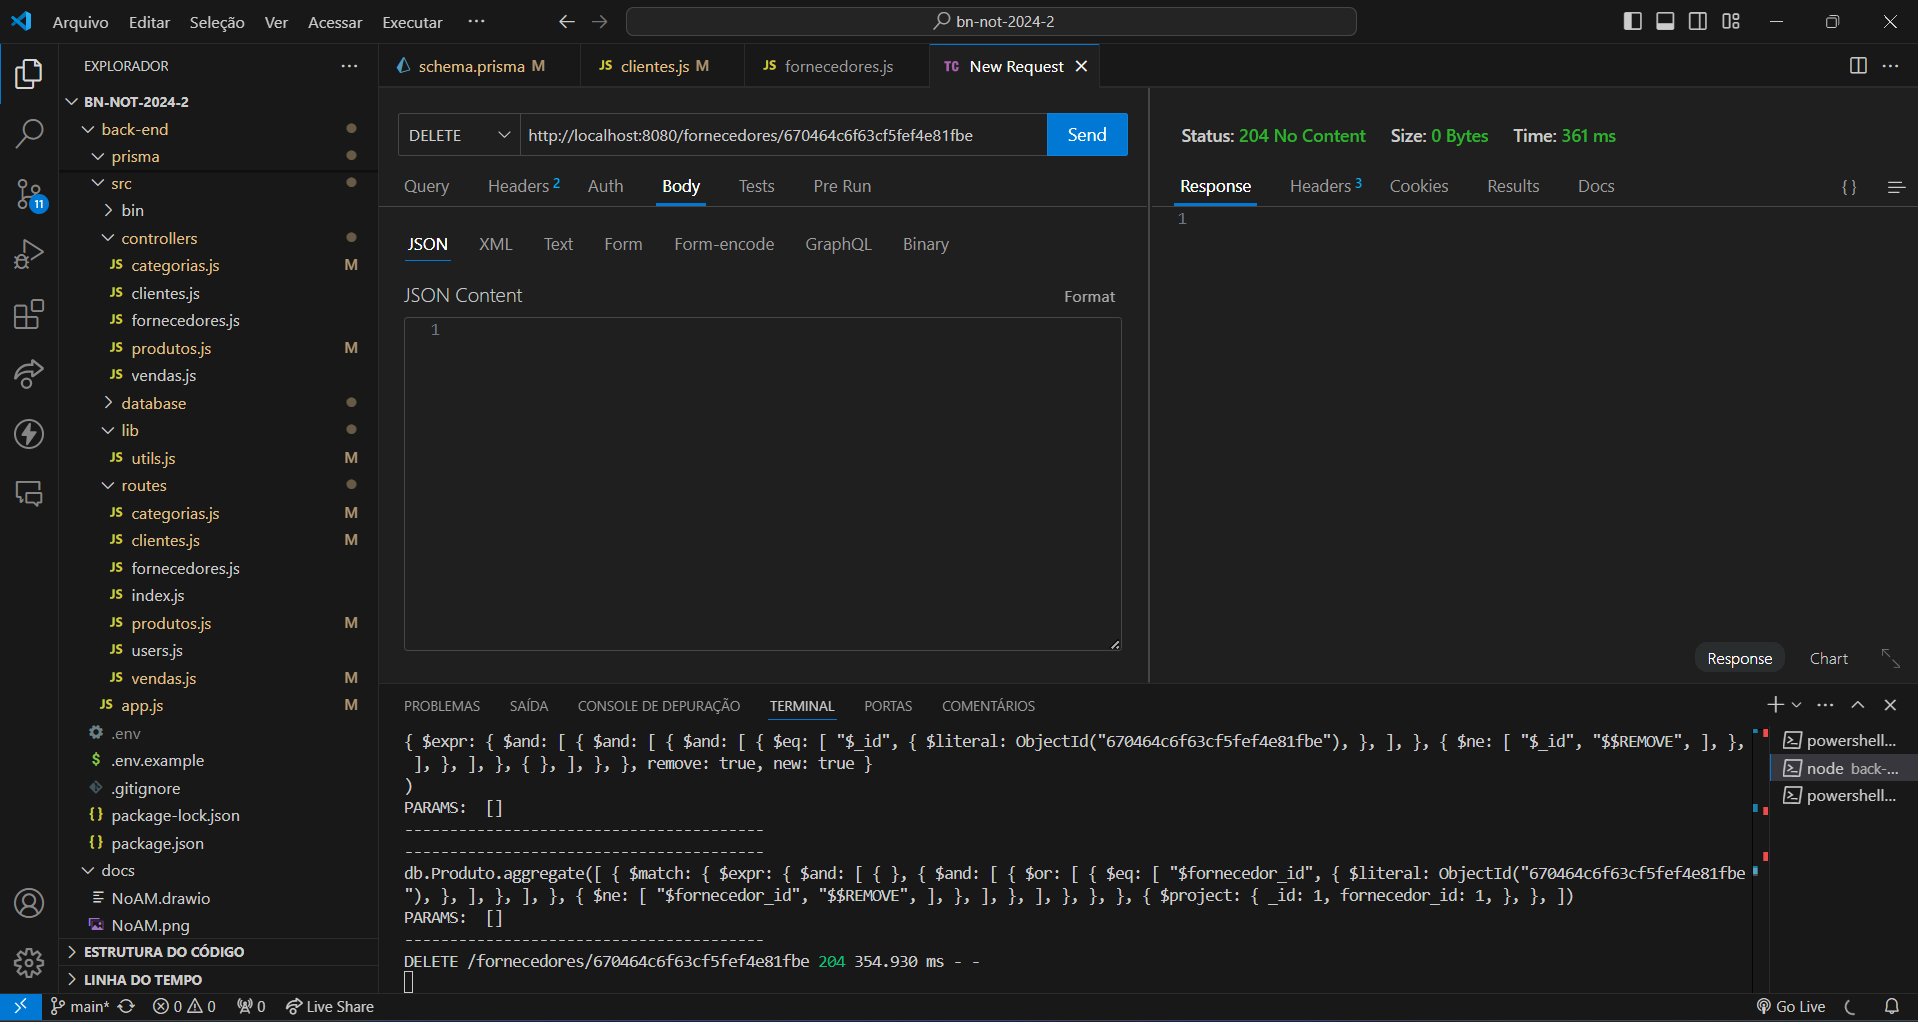 Arquivo Editar Seleção Ver Acessar Executar ··· bn-not-2024-2
EXPLORADOR ···
BN-NOT-2024-2
back-end
prisma
src
bin
controllers
JS categorias.js M
JS clientes.js
JS fornecedores.js
JS produtos.js M
JS vendas.js
database
lib
JS utils.js M
routes
JS categorias.js M
JS clientes.js M
JS fornecedores.js
JS index.js
JS produtos.js M
JS users.js
JS vendas.js M
JS app.js M
.env
$ .env.example
.gitignore
{} package-lock.json
{} package.json
docs
NoAM.drawio
NoAM.png
ESTRUTURA DO CÓDIGO
LINHA DO TEMPO
11
schema.prisma M JS clientes.js M JS fornecedores.js TC New Request
DELETE http://localhost:8080/fornecedores/670464c6f63cf5fef4e81fbe Send
Query Headers 2 Auth Body Tests Pre Run
JSON XML Text Form Form-encode GraphQL Binary
JSON Content Format
1
Status: 204 No Content Size: 0 Bytes Time: 361 ms
Response Headers 3 Cookies Results Docs {}
1
Response Chart
PROBLEMAS SAÍDA CONSOLE DE DEPURAÇÃO TERMINAL PORTAS COMENTÁRIOS
{ $expr: { $and: [ { $and: [ { $and: [ { $eq: [ "$_id", { $literal: ObjectId("670464c6f63cf5fef4e81fbe"), }, ], }, { $ne: [ "$_id", "$$REMOVE", ], },
], }, ], }, { }, ], }, }, remove: true, new: true }
)
PARAMS: []
----------------------------------------
----------------------------------------
db.Produto.aggregate([ { $match: { $expr: { $and: [ { }, { $and: [ { $or: [ { $eq: [ "$fornecedor_id", { $literal: ObjectId("670464c6f63cf5fef4e81fbe
"), }, ], }, ], }, { $ne: [ "$fornecedor_id", "$$REMOVE", ], }, ], }, ], }, }, }, { $project: { _id: 1, fornecedor_id: 1, }, }, ])
PARAMS: []
----------------------------------------
DELETE /fornecedores/670464c6f63cf5fef4e81fbe 204 354.930 ms - -
powershell...
node back-...
powershell...
main* 0 0 0 Live Share Go Live